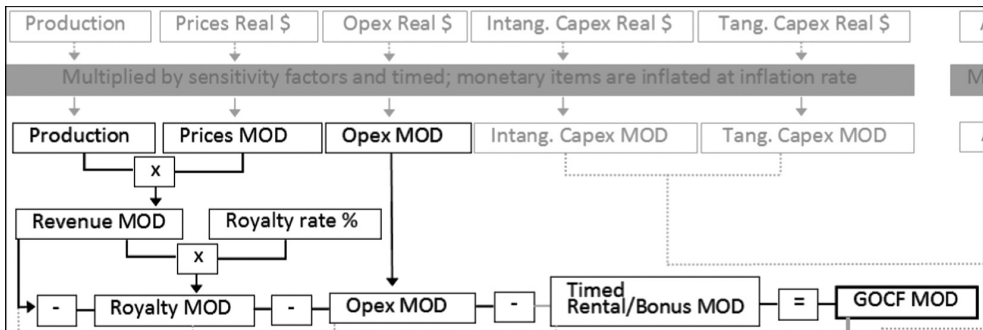 Production Prices Real $ Opex Real $ Intang. Capex Real $ Tang. Capex Real $ A
Multiplied by sensitivity factors and timed; monetary items are inflated at inflation rate M
Production Prices MOD Opex MOD Intang. Capex MOD Tang. Capex MOD A
x
Revenue MOD Royalty rate %
x
- Royalty MOD - Opex MOD - Timed Rental/Bonus MOD = GOCF MOD